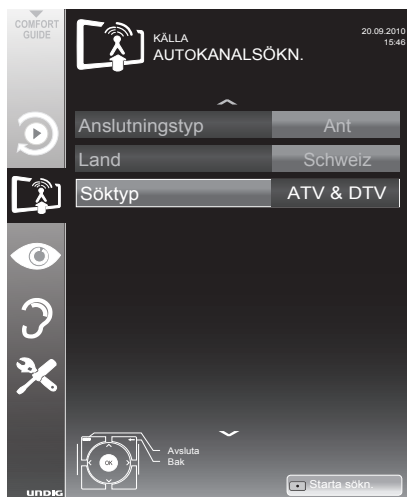 COMFORT
GUIDE
KÄLLA
AUTOKANALSÖKN.
20.09.2010
15:46
Anslutningstyp Ant
Land Schweiz
Söktyp ATV & DTV
OK
Avsluta
Bak
Starta sökn.
UNDIG